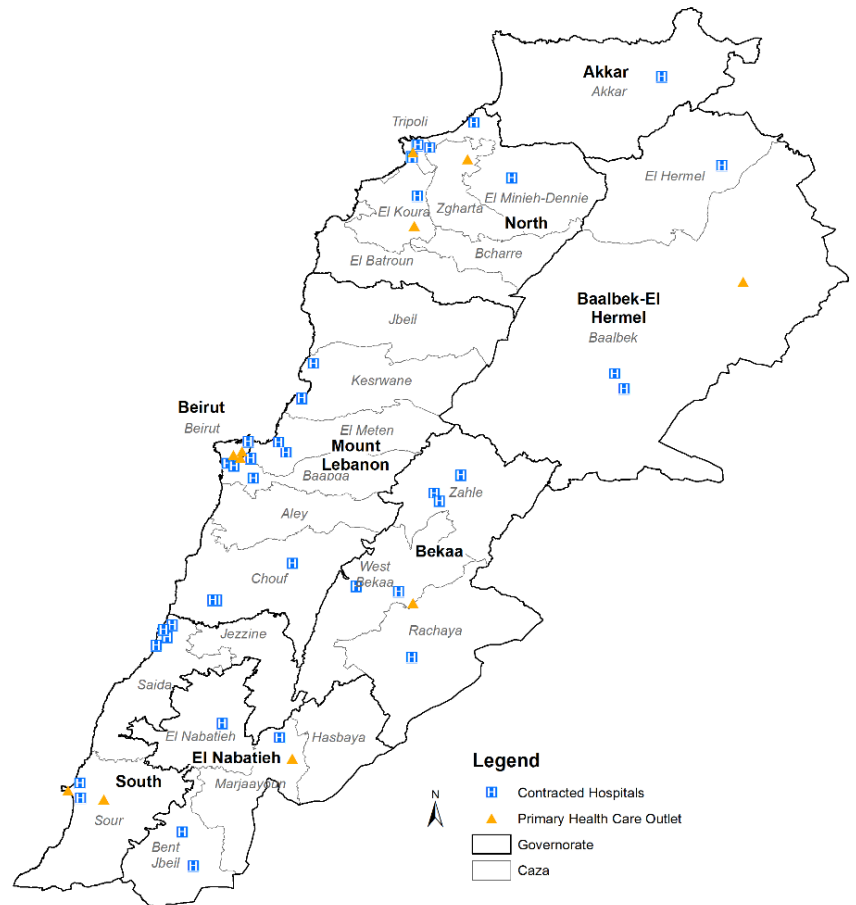 Akkar
Akkar
Tripoli
El Hermel
El Minieh-Dennie
El Koura
Zgharta
North
El Batroun
Bcharre
Baalbek-El
Hermel
Baalbek
Jbeil
Kesrwane
Beirut
Beirut
El Meten
Mount
Lebanon
Baabda
Zahle
Aley
Bekaa
West
Bekaa
Chouf
Rachaya
Jezzine
Saida
El Nabatieh
Hasbaya
El Nabatieh
South
Marjaayoun
Sour
Bent
Jbeil
N
Legend
H Contracted Hospitals
Primary Health Care Outlet
Governorate
Caza